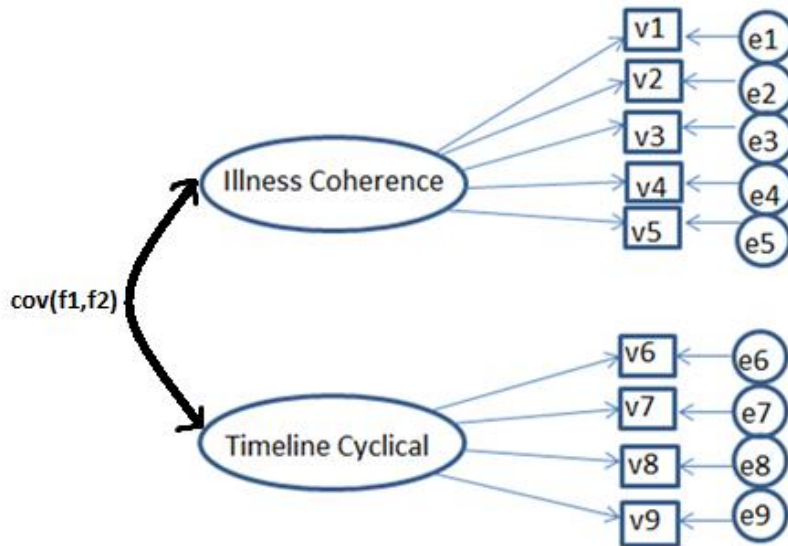 v1
e1
v2
e2
v3
e3
Illness Coherence
v4
e4
v5
e5
cov(f1,f2)
v6
e6
v7
e7
Timeline Cyclical
v8
e8
v9
e9